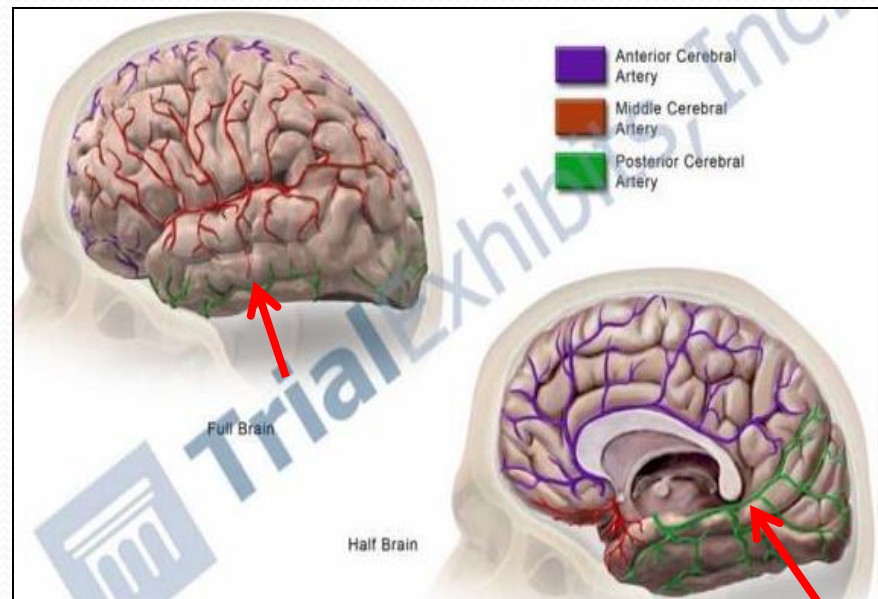 Anterior Cerebral
Artery
Middle Cerebral
Artery
Posterior Cerebral
Artery
TrialExhibits, Inc.
Full Brain
Half Brain